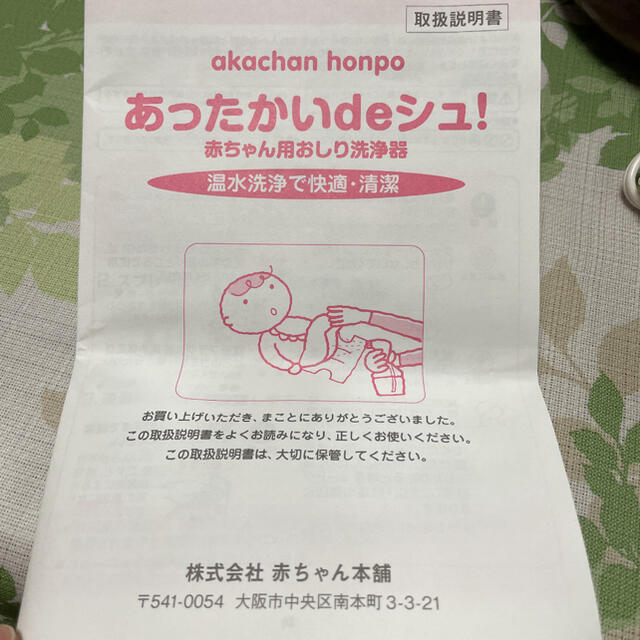 取扱説明書
akachan honpo
あったかいdeシュ!
赤ちゃん用おしり洗浄器
温水洗浄で快適・清潔
お買い上げいただき、まことにありがとうございました。
この取扱説明書をよくお読みになり、正しくお使いください。
この取扱説明書は、大切に保管してください。
株式会社 赤ちゃん本舗
〒541-0054 大阪市中央区南本町3-3-21